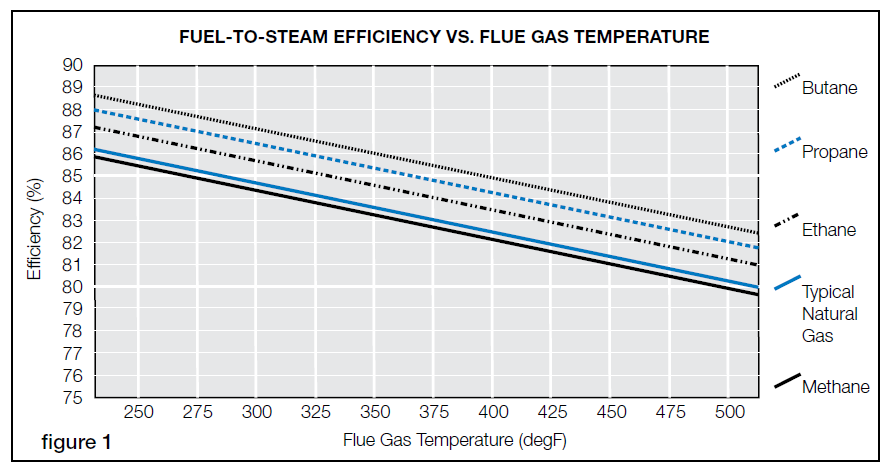 FUEL-TO-STEAM EFFICIENCY VS. FLUE GAS TEMPERATURE
90
89
88
87
86
85
84
83
82
81
80
79
78
77
76
75
Efficiency (%)
250 275 300 325 350 375 400 425 450 475 500
Flue Gas Temperature (degF)
figure 1
Butane
Propane
Ethane
Typical
Natural
Gas
Methane